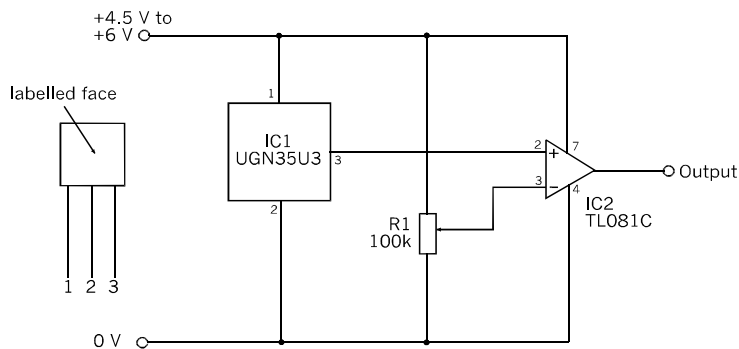 +4.5 V to
+6 V
labelled face
1
IC1
UGN35U3
3
2
2
+
7
3
−
4
Output
IC2
TL081C
R1
100k
1 2 3
0 V